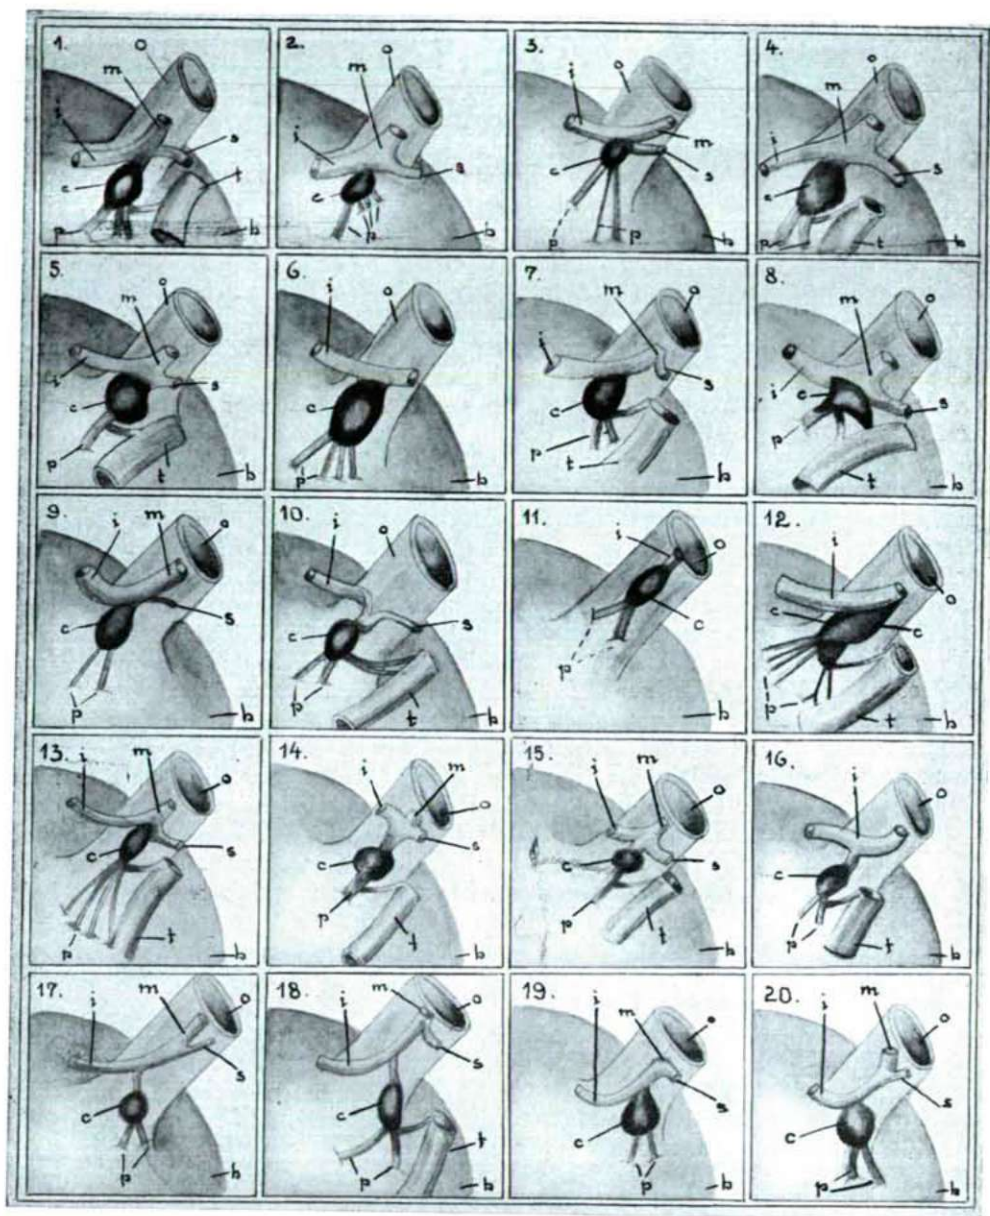 1. o m i s c t p b
2. o m i s c p p b
3. i o m c s p p b
4. o m i s c p t b
5. o m i s c p t b
6. i o c p b
7. m o i s c p t b
8. m o i c s p t b
9. i m o c s p b
10. i o c s p t b
11. i o c p b
12. i o c c p t b
13. i m o c s p t b
14. i m o s c p t b
15. i m o c s p t b
16. i o c p t b
17. i m o s c p b
18. i m o s c p t b
19. i m o s c p b
20. m i o s c p b